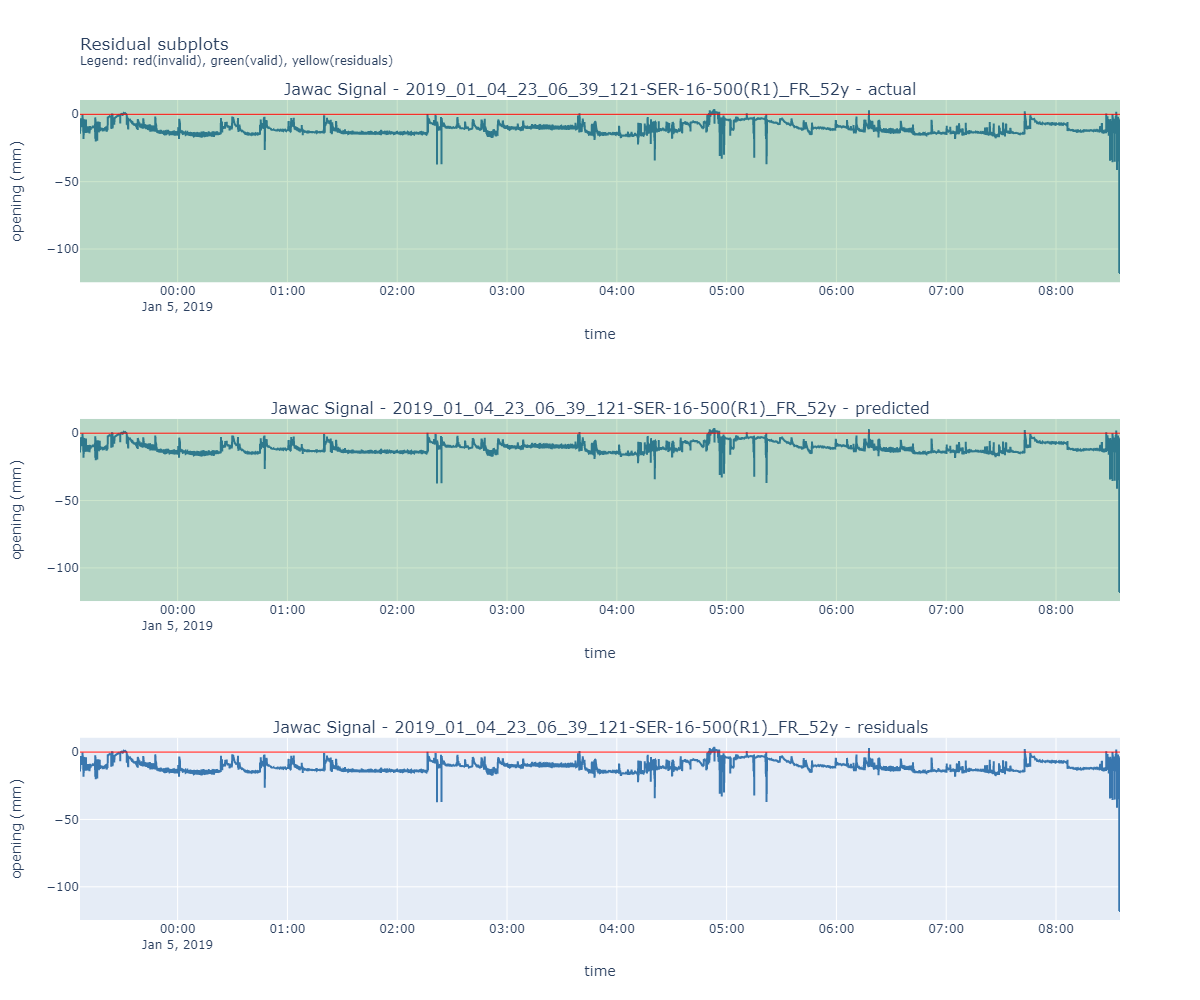 Residual subplots
Legend: red(invalid), green(valid), yellow(residuals)
Jawac Signal - 2019_01_04_23_06_39_121-SER-16-500(R1)_FR_52y - actual
0
−50
−100
opening (mm)
00:00 01:00 02:00 03:00 04:00 05:00 06:00 07:00 08:00
Jan 5, 2019
time
Jawac Signal - 2019_01_04_23_06_39_121-SER-16-500(R1)_FR_52y - predicted
0
−50
−100
opening (mm)
00:00 01:00 02:00 03:00 04:00 05:00 06:00 07:00 08:00
Jan 5, 2019
time
Jawac Signal - 2019_01_04_23_06_39_121-SER-16-500(R1)_FR_52y - residuals
0
−50
−100
opening (mm)
00:00 01:00 02:00 03:00 04:00 05:00 06:00 07:00 08:00
Jan 5, 2019
time